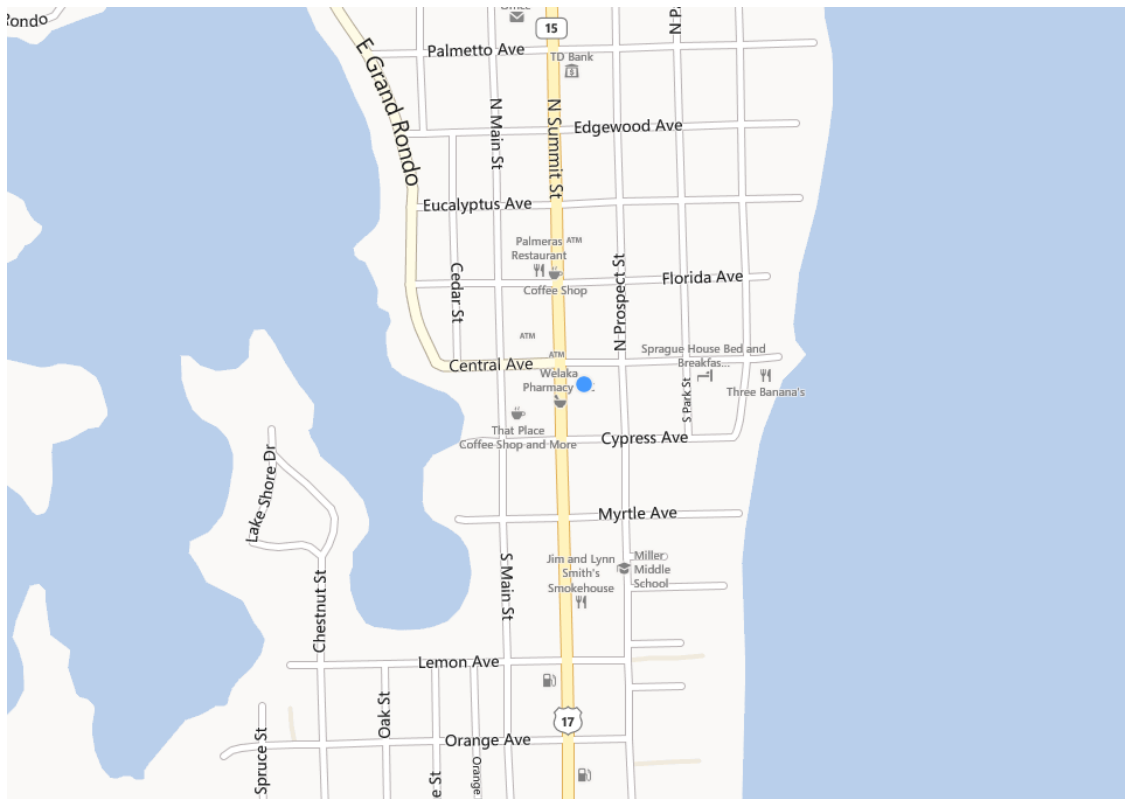 Rondo
Office
15
N P
Palmetto Ave
TD Bank
E Grand Rondo
N Main St
N Summit St
Edgewood Ave
Eucalyptus Ave
Palmeras
Restaurant
ATM
Coffee Shop
Cedar St
N Prospect St
Florida Ave
ATM
ATM
Central Ave
Sprague House Bed and
Breakfas...
Welaka
Pharmacy
S Park St
Three Banana's
That Place
Coffee Shop and More
Cypress Ave
Lake Shore Dr
Myrtle Ave
Jim and Lynn
Smith's
Smokehouse
Miller
Middle
School
S Main St
Chestnut St
Lemon Ave
Oak St
17
Spruce St
Orange Ave
Orange
e St